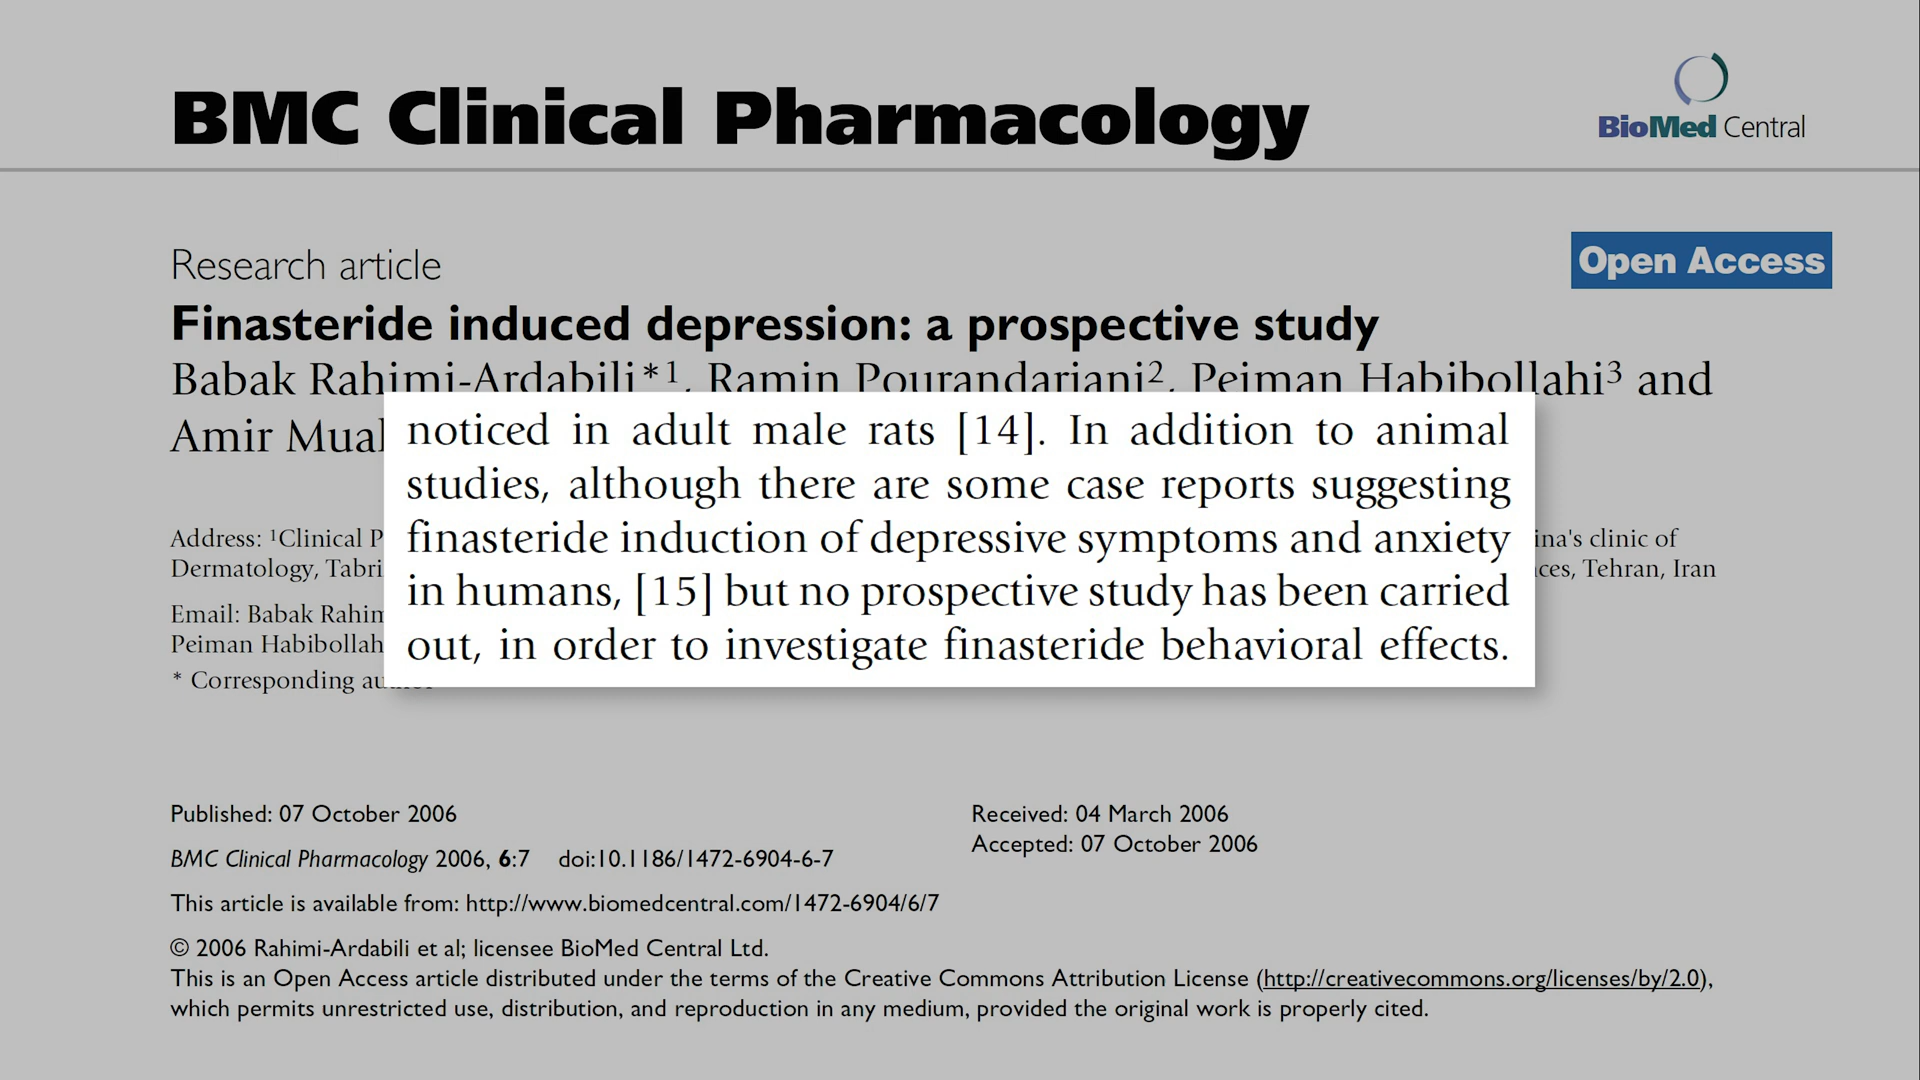 BMC Clinical Pharmacology
BioMed Central
Research article
Open Access
Finasteride induced depression: a prospective study
Babak Rahimi-Ardabili*1, Ramin Pourandarjani2, Peiman Habibollahi3 and
Amir
noticed in adult male rats [14]. In addition to animal
studies, although there are some case reports suggesting
finasteride induction of depressive symptoms and anxiety
in humans, [15] but no prospective study has been carried
out, in order to investigate finasteride behavioral effects.
Address: 1Clinical
ina's clinic of
Dermatology,
Tehran, Iran
Email: Babak
Peiman
* Corresponding
Published: 07 October 2006
Received: 04 March 2006
Accepted: 07 October 2006
BMC Clinical Pharmacology 2006, 6:7 doi:10.1186/1472-6904-6-7
This article is available from: http://www.biomedcentral.com/1472-6904/6/7
© 2006 Rahimi-Ardabili et al; licensee BioMed Central Ltd.
This is an Open Access article distributed under the terms of the Creative Commons Attribution License (http://creativecommons.org/licenses/by/2.0),
which permits unrestricted use, distribution, and reproduction in any medium, provided the original work is properly cited.